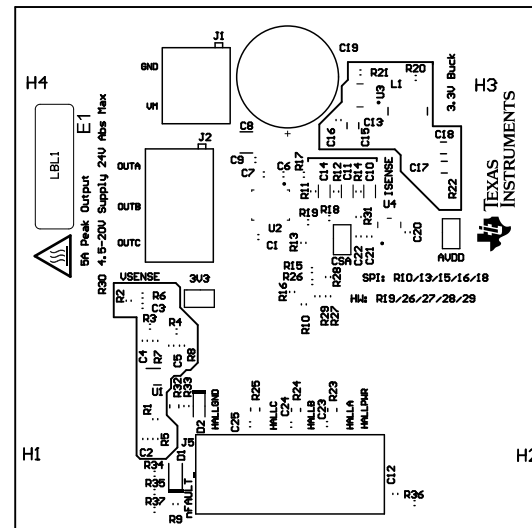 J1
C19
GND
VM
H4
LBL1
E1
5A Peak Output
4.5-20V Supply 24V Abs Max
R30
J2
OUTA
OUTB
OUTC
C8
C9
C7
C6
R17
R11
C14
R12
C11
R14
C10
ISENSE
R21
R20
L1
U3
C16
C15
C13
C17
C18
R22
3.3V Buck
H3
TEXAS
INSTRUMENTS
U2
C1
R13
R19
R18
R31
U4
CSA
C22
C21
C20
AVDD
SPI: R10/13/15/16/18
HW: R19/26/27/28/29
R15
R26
R28
R16
R10
R29
R27
VSENSE
3V3
R2
R6
C3
R3
R4
C4
R7
C5
R8
U1
R32
R33
R1
R5
C2
D2
HALLGND
C25
R25
HALLC
C24
R24
HALLB
C23
R23
HALLA
HALLPWR
J5
D1
R34
R35
R37
R9
nFAULT
C12
R36
H1
H2